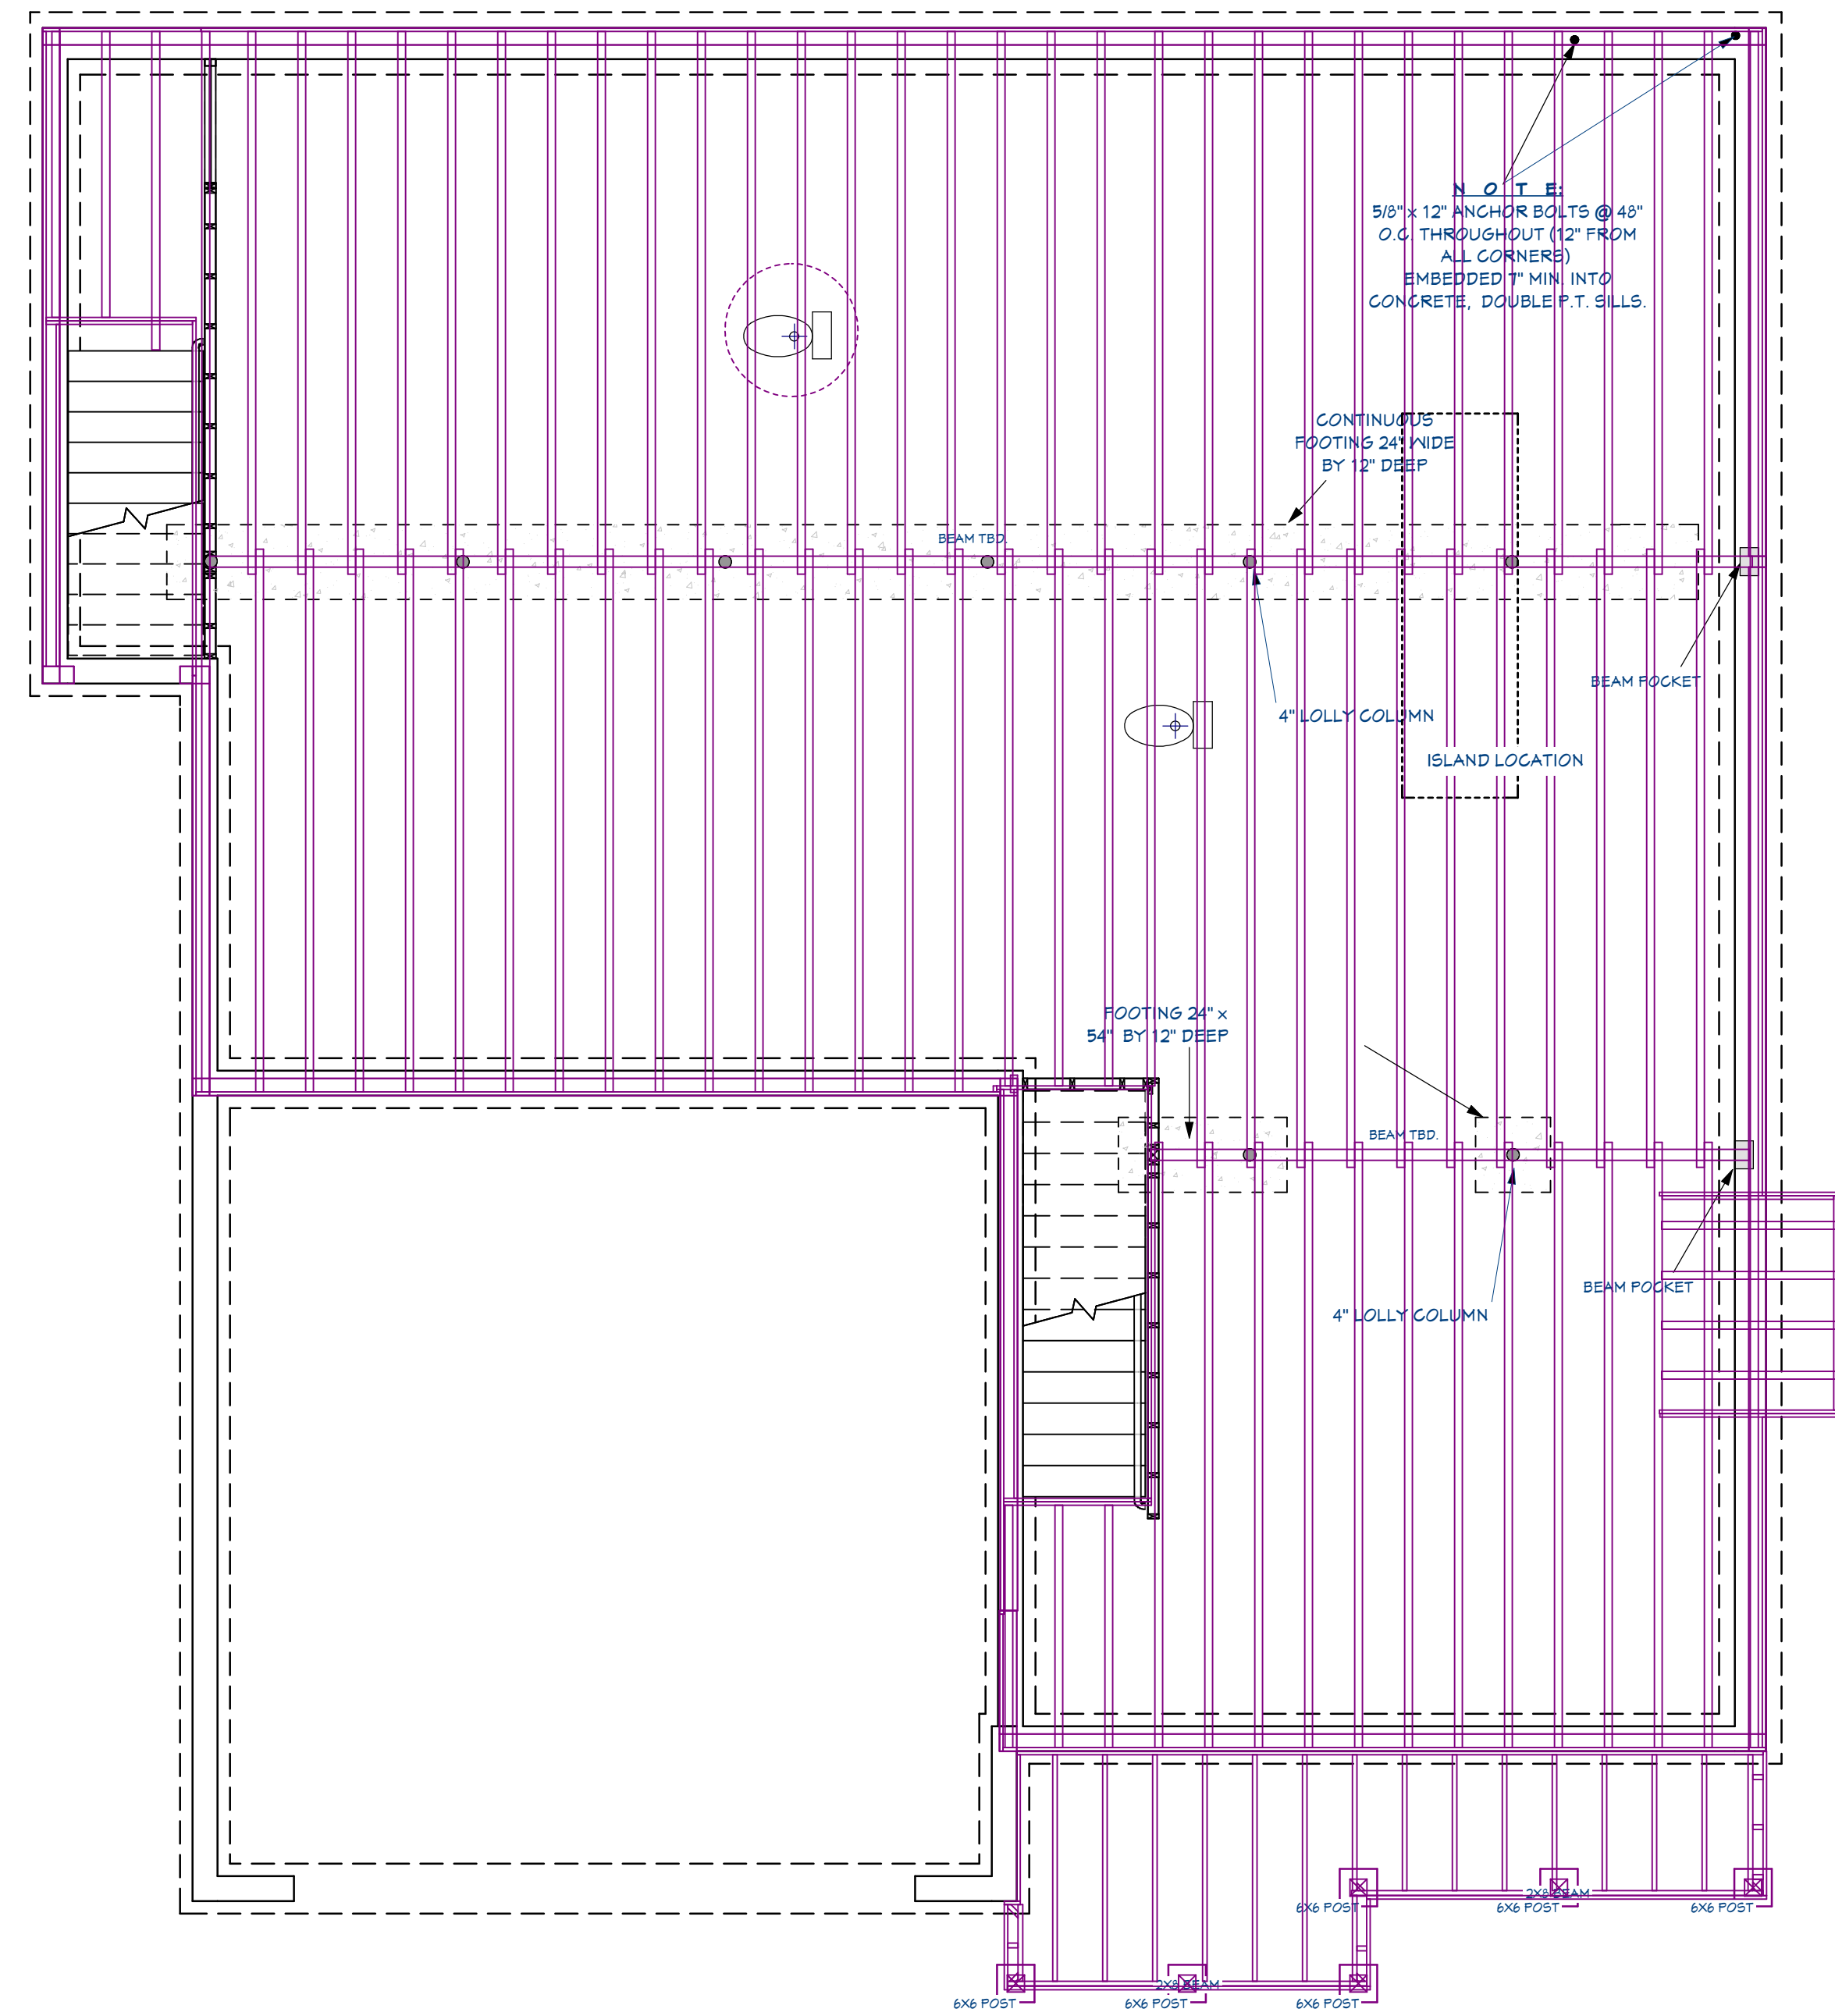 N O T E:
5/8" x 12" ANCHOR BOLTS @ 48"
O.C. THROUGHOUT (12" FROM
ALL CORNERS)
EMBEDDED 7" MIN. INTO
CONCRETE, DOUBLE P.T. SILLS.
CONTINUOUS
FOOTING 24" WIDE
BY 12" DEEP
BEAM TBD.
BEAM POCKET
4" LOLLY COLUMN
ISLAND LOCATION
FOOTING 24" x
54" BY 12" DEEP
BEAM TBD.
BEAM POCKET
4" LOLLY COLUMN
2X8 BEAM
6X6 POST
6X6 POST
6X6 POST
2X8 BEAM
6X6 POST
6X6 POST
6X6 POST